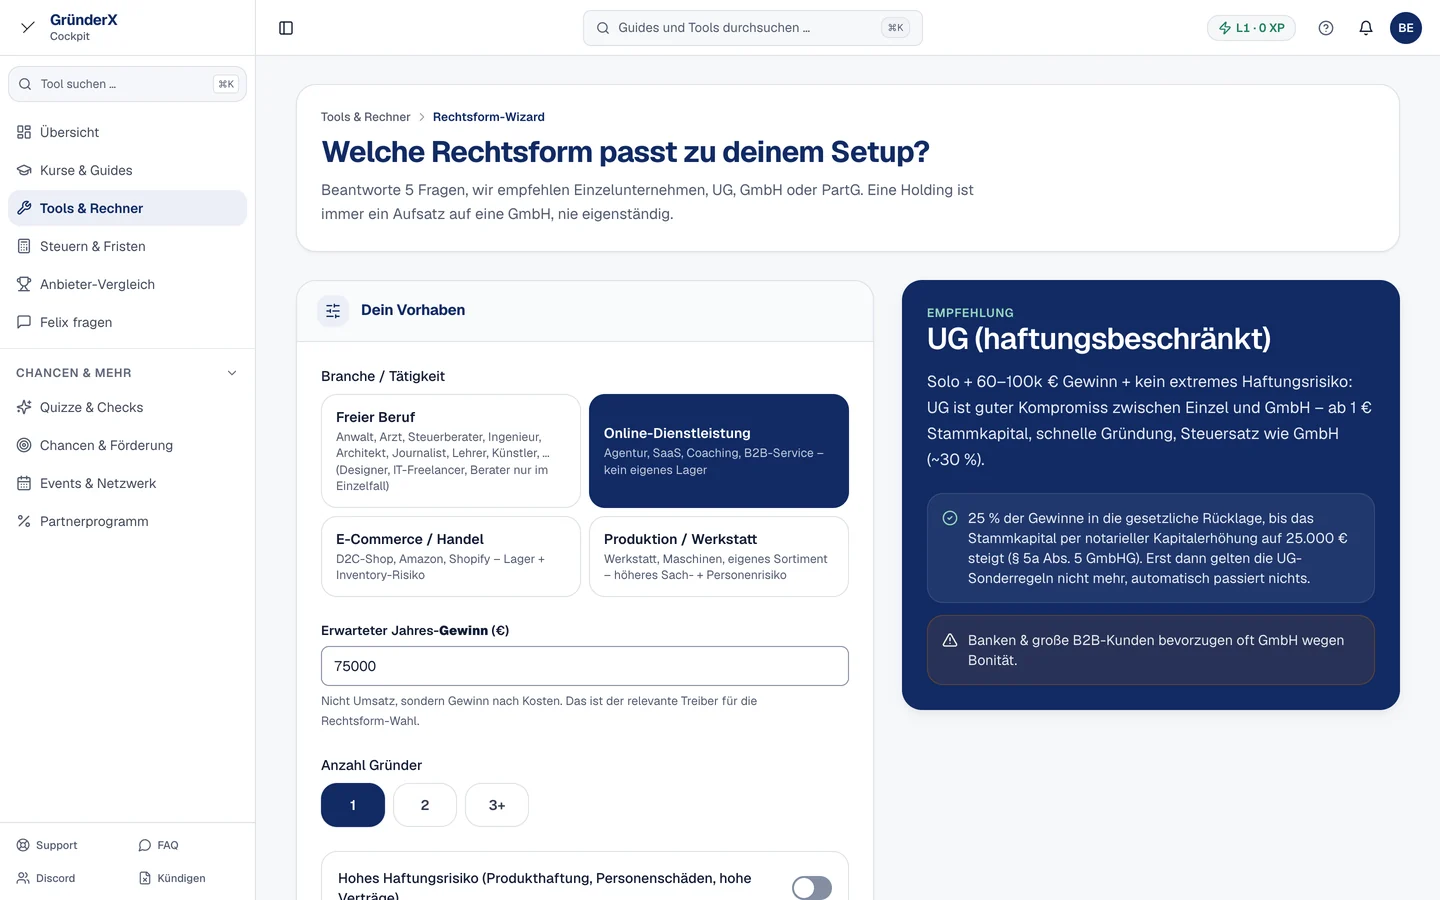 GründerX
Cockpit
Guides und Tools durchsuchen ...
⌘K
L1 · 0 XP
BE
Tool suchen ...
⌘K
Übersicht
Kurse & Guides
Tools & Rechner
Steuern & Fristen
Anbieter-Vergleich
Felix fragen
CHANCEN & MEHR
Quizze & Checks
Chancen & Förderung
Events & Netzwerk
Partnerprogramm
Support
FAQ
Discord
Kündigen
Tools & Rechner
Rechtsform-Wizard
Welche Rechtsform passt zu deinem Setup?
Beantworte 5 Fragen, wir empfehlen Einzelunternehmen, UG, GmbH oder PartG. Eine Holding ist
immer ein Aufsatz auf eine GmbH, nie eigenständig.
Dein Vorhaben
Branche / Tätigkeit
Freier Beruf
Anwalt, Arzt, Steuerberater, Ingenieur,
Architekt, Journalist, Lehrer, Künstler, ...
(Designer, IT-Freelancer, Berater nur im
Einzelfall)
Online-Dienstleistung
Agentur, SaaS, Coaching, B2B-Service –
kein eigenes Lager
E-Commerce / Handel
D2C-Shop, Amazon, Shopify – Lager +
Inventory-Risiko
Produktion / Werkstatt
Werkstatt, Maschinen, eigenes Sortiment
– höheres Sach- + Personenrisiko
Erwarteter Jahres-Gewinn (€)
75000
Nicht Umsatz, sondern Gewinn nach Kosten. Das ist der relevante Treiber für die
Rechtsform-Wahl.
Anzahl Gründer
1
2
3+
Hohes Haftungsrisiko (Produkthaftung, Personenschäden, hohe
Verträge)
EMPFEHLUNG
UG (haftungsbeschränkt)
Solo + 60–100k € Gewinn + kein extremes Haftungsrisiko:
UG ist guter Kompromiss zwischen Einzel und GmbH – ab 1 €
Stammkapital, schnelle Gründung, Steuersatz wie GmbH
(~30 %).
25 % der Gewinne in die gesetzliche Rücklage, bis das
Stammkapital per notarieller Kapitalerhöhung auf 25.000 €
steigt (§ 5a Abs. 5 GmbHG). Erst dann gelten die UG-
Sonderregeln nicht mehr, automatisch passiert nichts.
Banken & große B2B-Kunden bevorzugen oft GmbH wegen
Bonität.